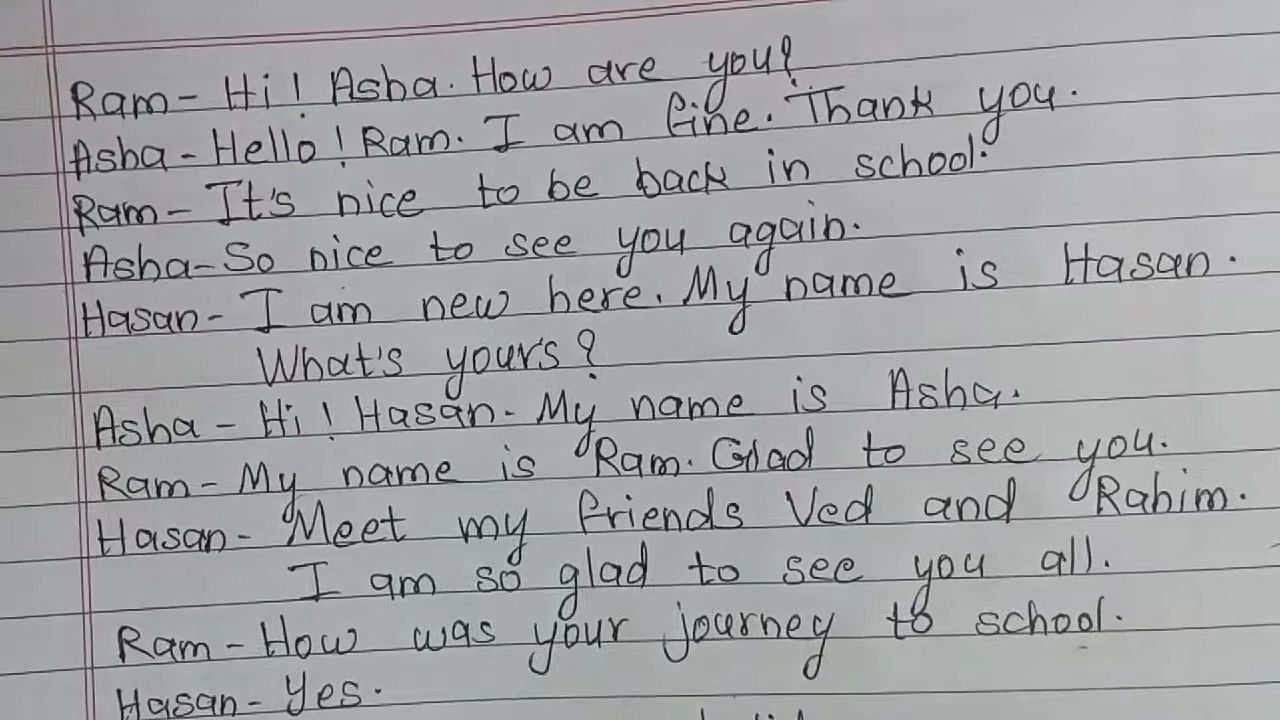 Ram- Hi! Asha. How are you?
Asha- Hello! Ram. I am fine. Thank you.
Ram- It's nice to be back in school.
Asha- So nice to see you again.
Hasan- I am new here. My name is Hasan.
What's yours?
Asha- Hi! Hasan- My name is Asha.
Ram- My name is Ram. Glad to see you.
Hasan- Meet my friends Ved and Rahim.
I am so glad to see you all.
Ram- How was your journey to school.
Hasan- Yes.